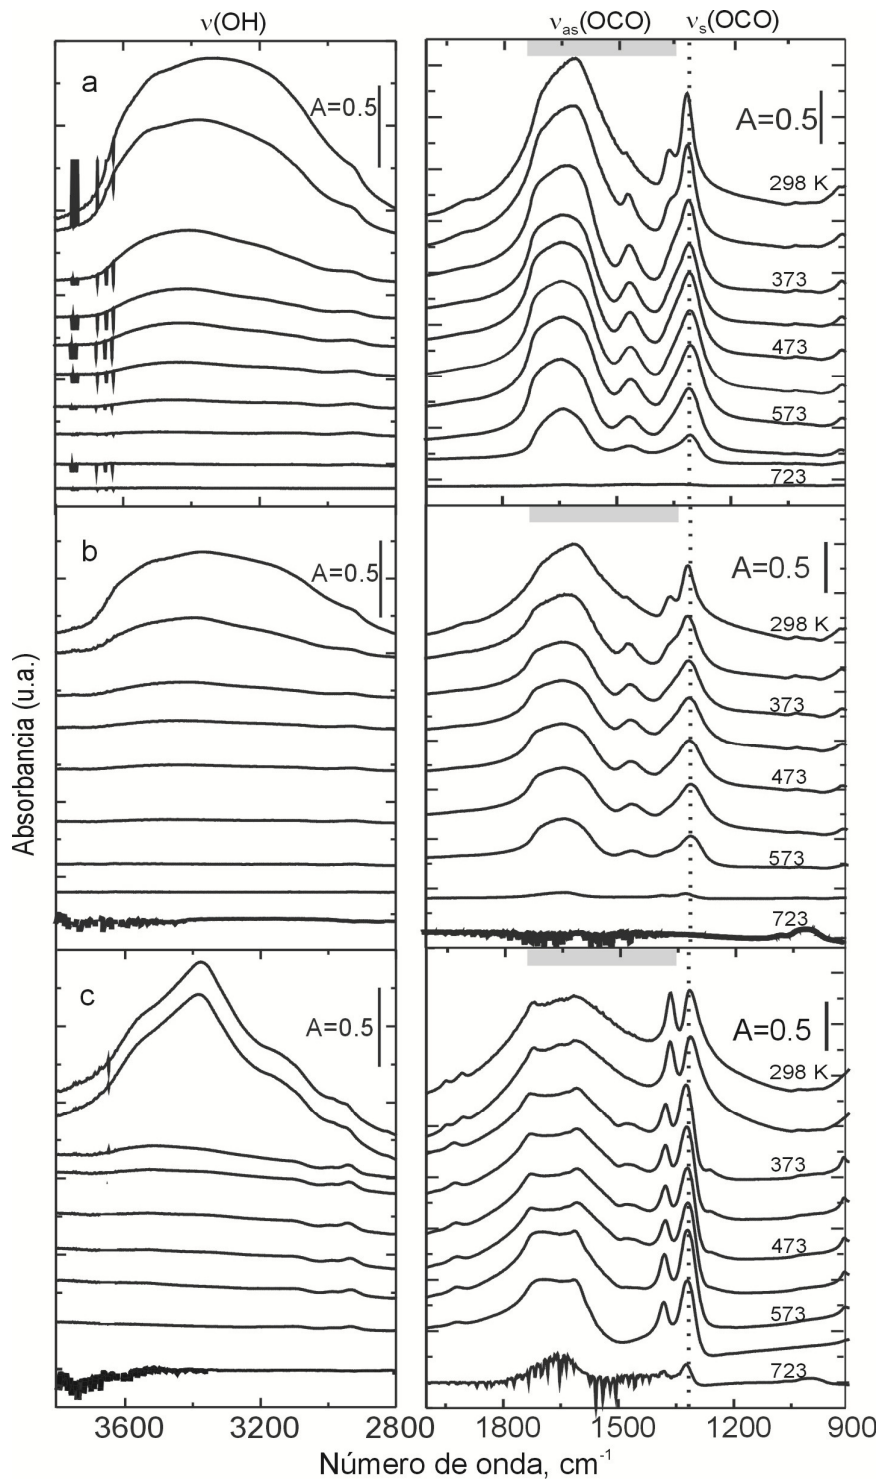 ν(OH)
νas(OCO)
νs(OCO)
a
A=0.5
A=0.5
298 K
373
473
573
723
b
A=0.5
A=0.5
298 K
373
473
573
723
c
A=0.5
A=0.5
298 K
373
473
573
723
Absorbancia (u.a.)
3600
3200
2800
1800
1500
1200
900
Número de onda, cm-1